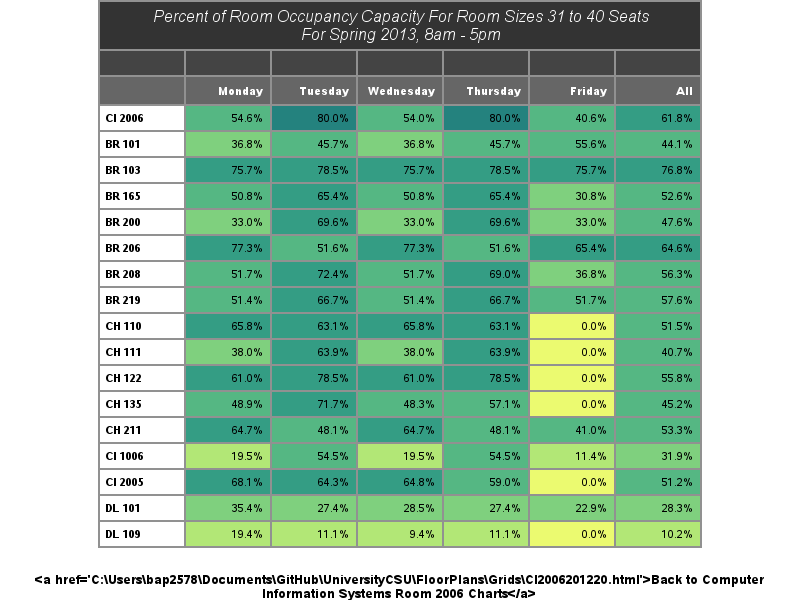 Percent of Room Occupancy Capacity For Room Sizes 31 to 40 Seats
For Spring 2013, 8am - 5pm
Monday Tuesday Wednesday Thursday Friday All
CI 2006 54.6% 80.0% 54.0% 80.0% 40.6% 61.8%
BR 101 36.8% 45.7% 36.8% 45.7% 55.6% 44.1%
BR 103 75.7% 78.5% 75.7% 78.5% 75.7% 76.8%
BR 165 50.8% 65.4% 50.8% 65.4% 30.8% 52.6%
BR 200 33.0% 69.6% 33.0% 69.6% 33.0% 47.6%
BR 206 77.3% 51.6% 77.3% 51.6% 65.4% 64.6%
BR 208 51.7% 72.4% 51.7% 69.0% 36.8% 56.3%
BR 219 51.4% 66.7% 51.4% 66.7% 51.7% 57.6%
CH 110 65.8% 63.1% 65.8% 63.1% 0.0% 51.5%
CH 111 38.0% 63.9% 38.0% 63.9% 0.0% 40.7%
CH 122 61.0% 78.5% 61.0% 78.5% 0.0% 55.8%
CH 135 48.9% 71.7% 48.3% 57.1% 0.0% 45.2%
CH 211 64.7% 48.1% 64.7% 48.1% 41.0% 53.3%
CI 1006 19.5% 54.5% 19.5% 54.5% 11.4% 31.9%
CI 2005 68.1% 64.3% 64.8% 59.0% 0.0% 51.2%
DL 101 35.4% 27.4% 28.5% 27.4% 22.9% 28.3%
DL 109 19.4% 11.1% 9.4% 11.1% 0.0% 10.2%
<a href='C:\Users\bap2578\Documents\GitHub\UniversityCSU\FloorPlans\Grids\CI2006201220.html'>Back to Computer
Information Systems Room 2006 Charts</a>